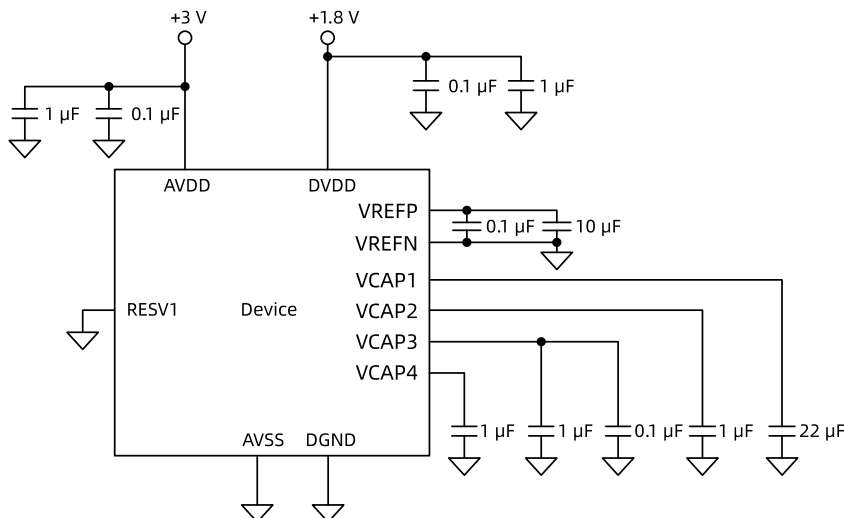 +3 V
+1.8 V
1 µF
0.1 µF
0.1 µF
1 µF
AVDD
DVDD
VREFP
0.1 µF
10 µF
VREFN
VCAP1
RESV1
Device
VCAP2
VCAP3
VCAP4
1 µF
1 µF
0.1 µF
1 µF
22 µF
AVSS
DGND